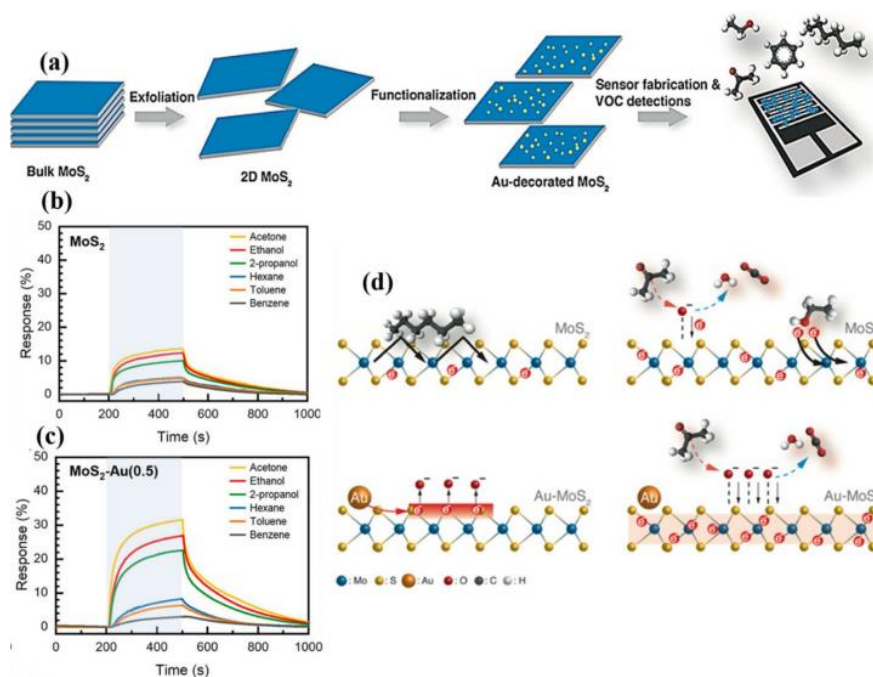 (a)
Exfoliation
Functionalization
Sensor fabrication &
VOC detections
Bulk MoS₂
2D MoS₂
Au-decorated MoS₂
(b)
MoS₂
Response (%)
50
40
30
20
10
0
Acetone
Ethanol
2-propanol
Hexane
Toluene
Benzene
0 200 400 600 800 1000
Time (s)
(c)
MoS₂-Au(0.5)
Response (%)
50
40
30
20
10
0
Acetone
Ethanol
2-propanol
Hexane
Toluene
Benzene
0 200 400 600 800 1000
Time (s)
(d)
MoS₂
MoS
Au
Au-MoS₂
Au
Au-MoS
: Mo : S : Au : O : C : H